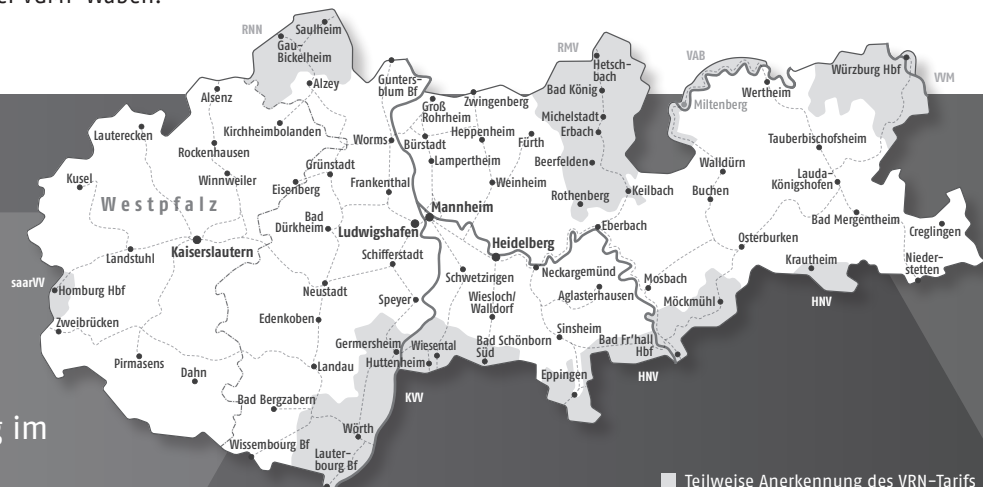 er VGIT-Waben.
RNN
Saulheim
Gau-
Bickelheim
RMV
Hetsch-
bach
VAB
Würzburg Hbf
VVM
Alsenz
Alzey
Gunters-
blum Bf
Groß
Rohrheim
Zwingenberg
Bad König
Miltenberg
Wertheim
Lauterecken
Kirchheimbolanden
Worms
Bürstadt
Heppenheim
Fürth
Michelstadt
Erbach
Tauberbischofsheim
Rockenhausen
Lampertheim
Beerfelden
Walldürn
Kusel
Winnweiler
Grünstadt
Eisenberg
Frankenthal
Weinheim
Rothenberg
Keilbach
Buchen
Lauda-
Königshofen
Westpfalz
Bad
Dürkheim
Mannheim
Ludwigshafen
Bad Mergentheim
Creglingen
Landstuhl
Kaiserslautern
Schifferstadt
Heidelberg
Eberbach
Osterburken
Krautheim
Nieder-
stetten
saarVV
Homburg Hbf
Neustadt
Speyer
Schwetzingen
Neckargemünd
Mosbach
HNV
Zweibrücken
Edenkoben
Wiesloch/
Walldorf
Aglasterhausen
Möckmühl
Pirmasens
Germersheim
Wiesental
Huttenheim
Bad Schönborn
Süd
Sinsheim
Bad Fr'hall
Hbf
HNV
Dahn
Landau
KVV
Eppingen
Bad Bergzabern
g im
Wörth
Wissembourg Bf
Lauter-
bourg Bf
Teilweise Anerkennung des VRN-Tarifs